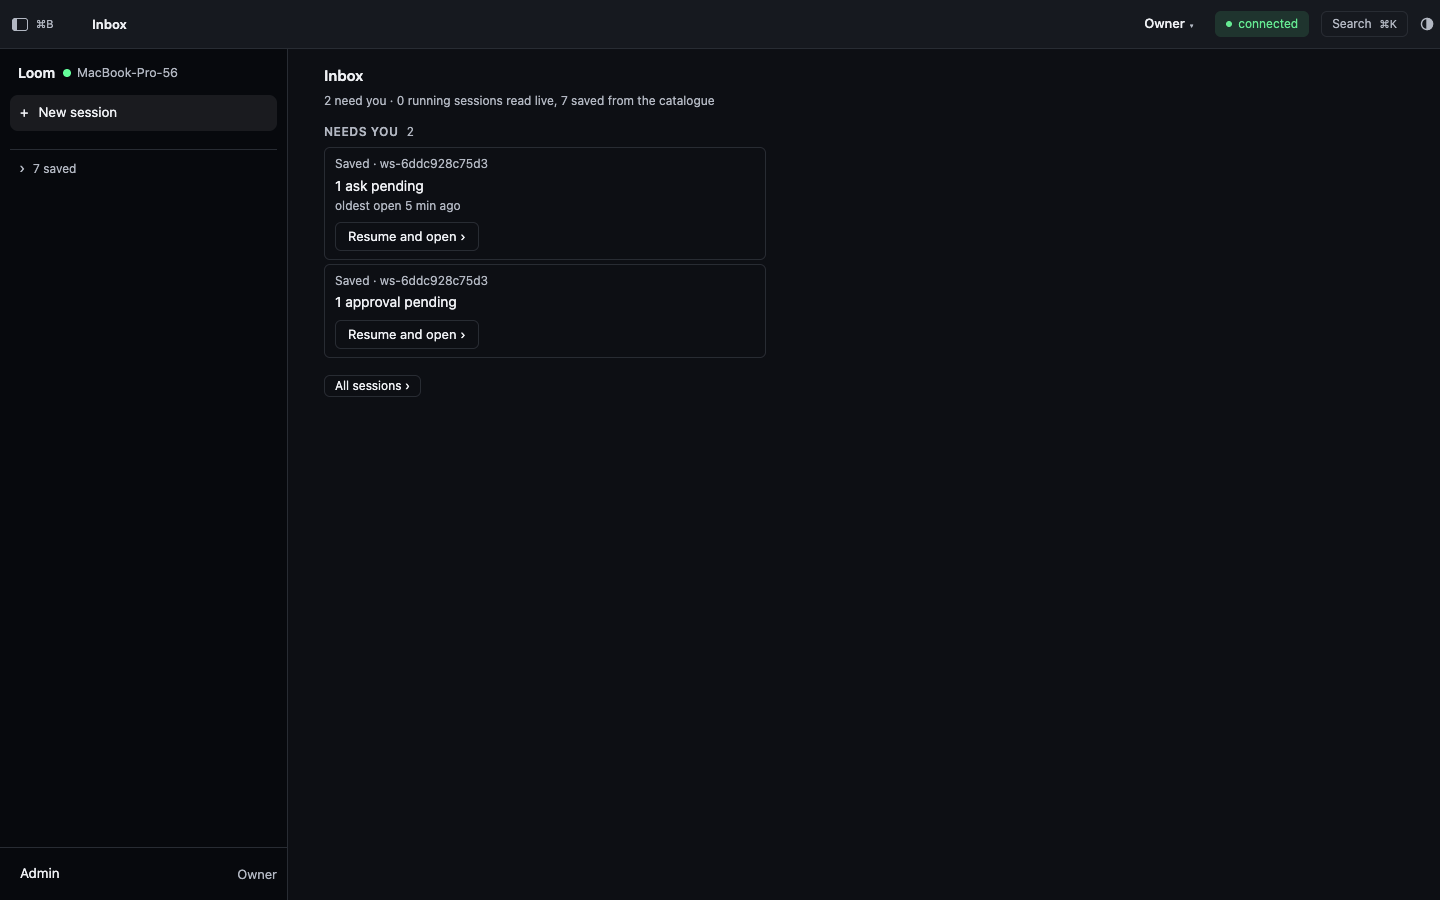 ⌘B Inbox Owner ▾ connected Search ⌘K
Loom MacBook-Pro-56
+ New session
› 7 saved
Inbox
2 need you · 0 running sessions read live, 7 saved from the catalogue
NEEDS YOU 2
Saved · ws-6ddc928c75d3
1 ask pending
oldest open 5 min ago
Resume and open ›
Saved · ws-6ddc928c75d3
1 approval pending
Resume and open ›
All sessions ›
Admin Owner